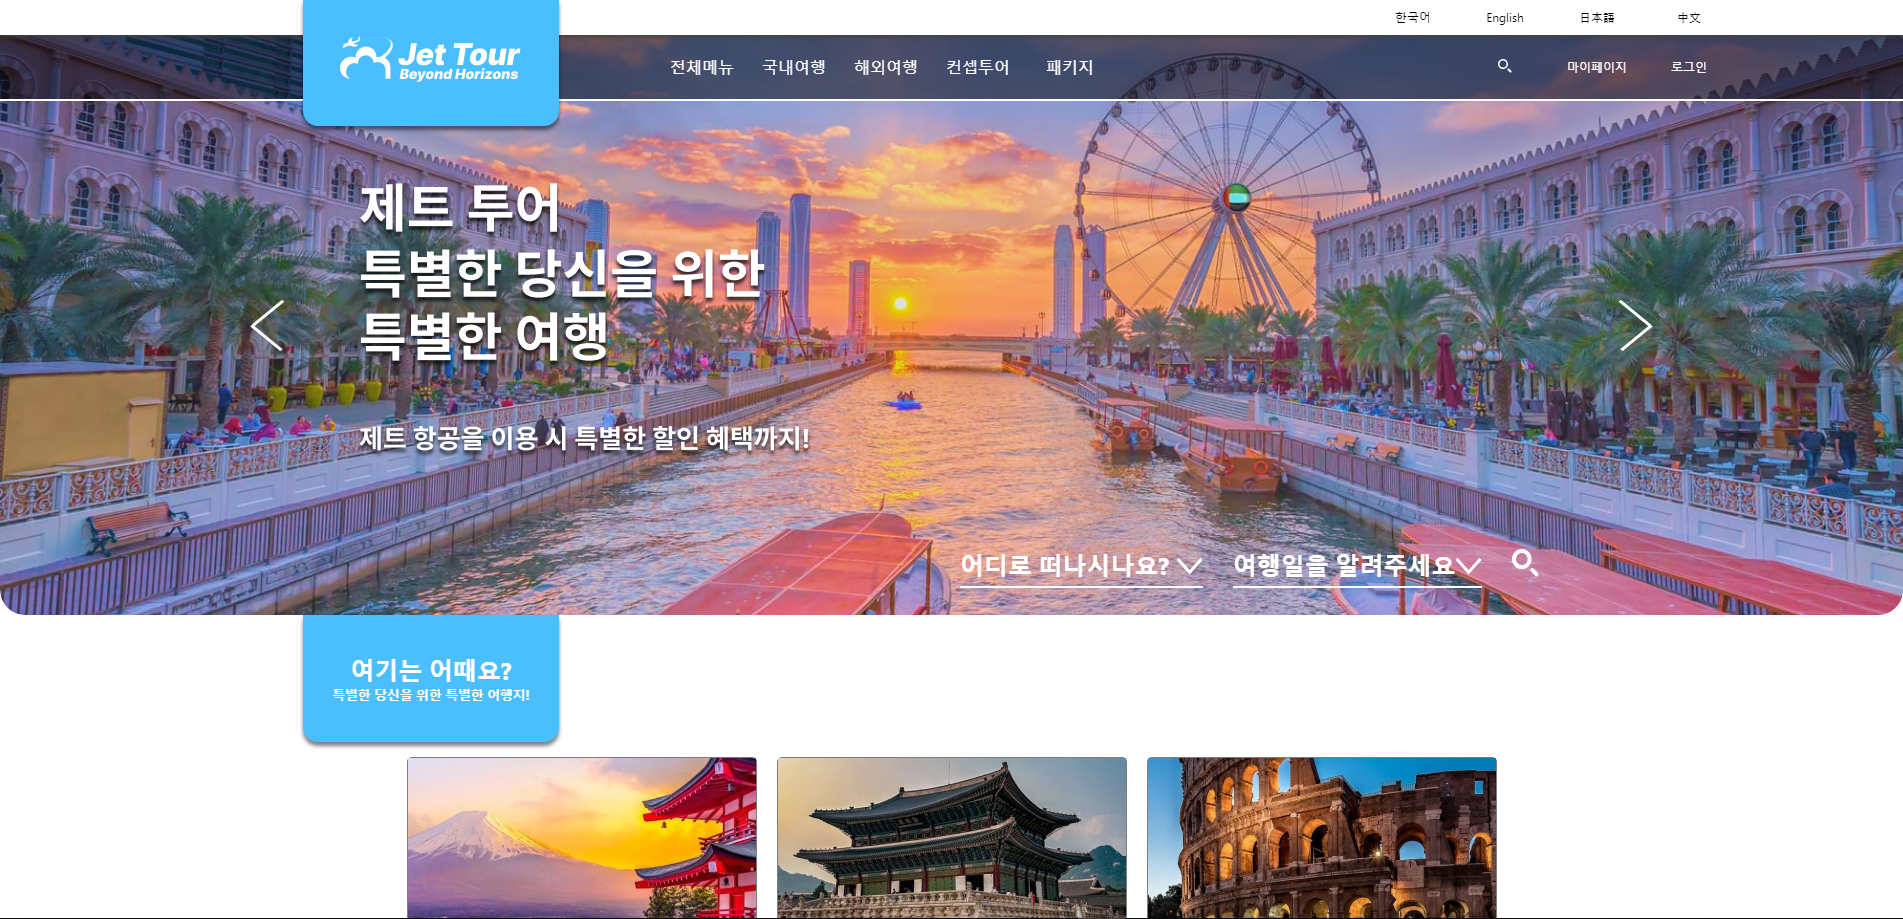 한국어 English 日本語 中文
Jet Tour
Beyond Horizons
전체메뉴 국내여행 해외여행 컨셉투어 패키지 마이페이지 로그인
제트 투어
특별한 당신을 위한
특별한 여행
제트 항공을 이용 시 특별한 할인 혜택까지!
어디로 떠나시나요? 여행일을 알려주세요
여기는 어때요?
특별한 당신을 위한 특별한 여행지!